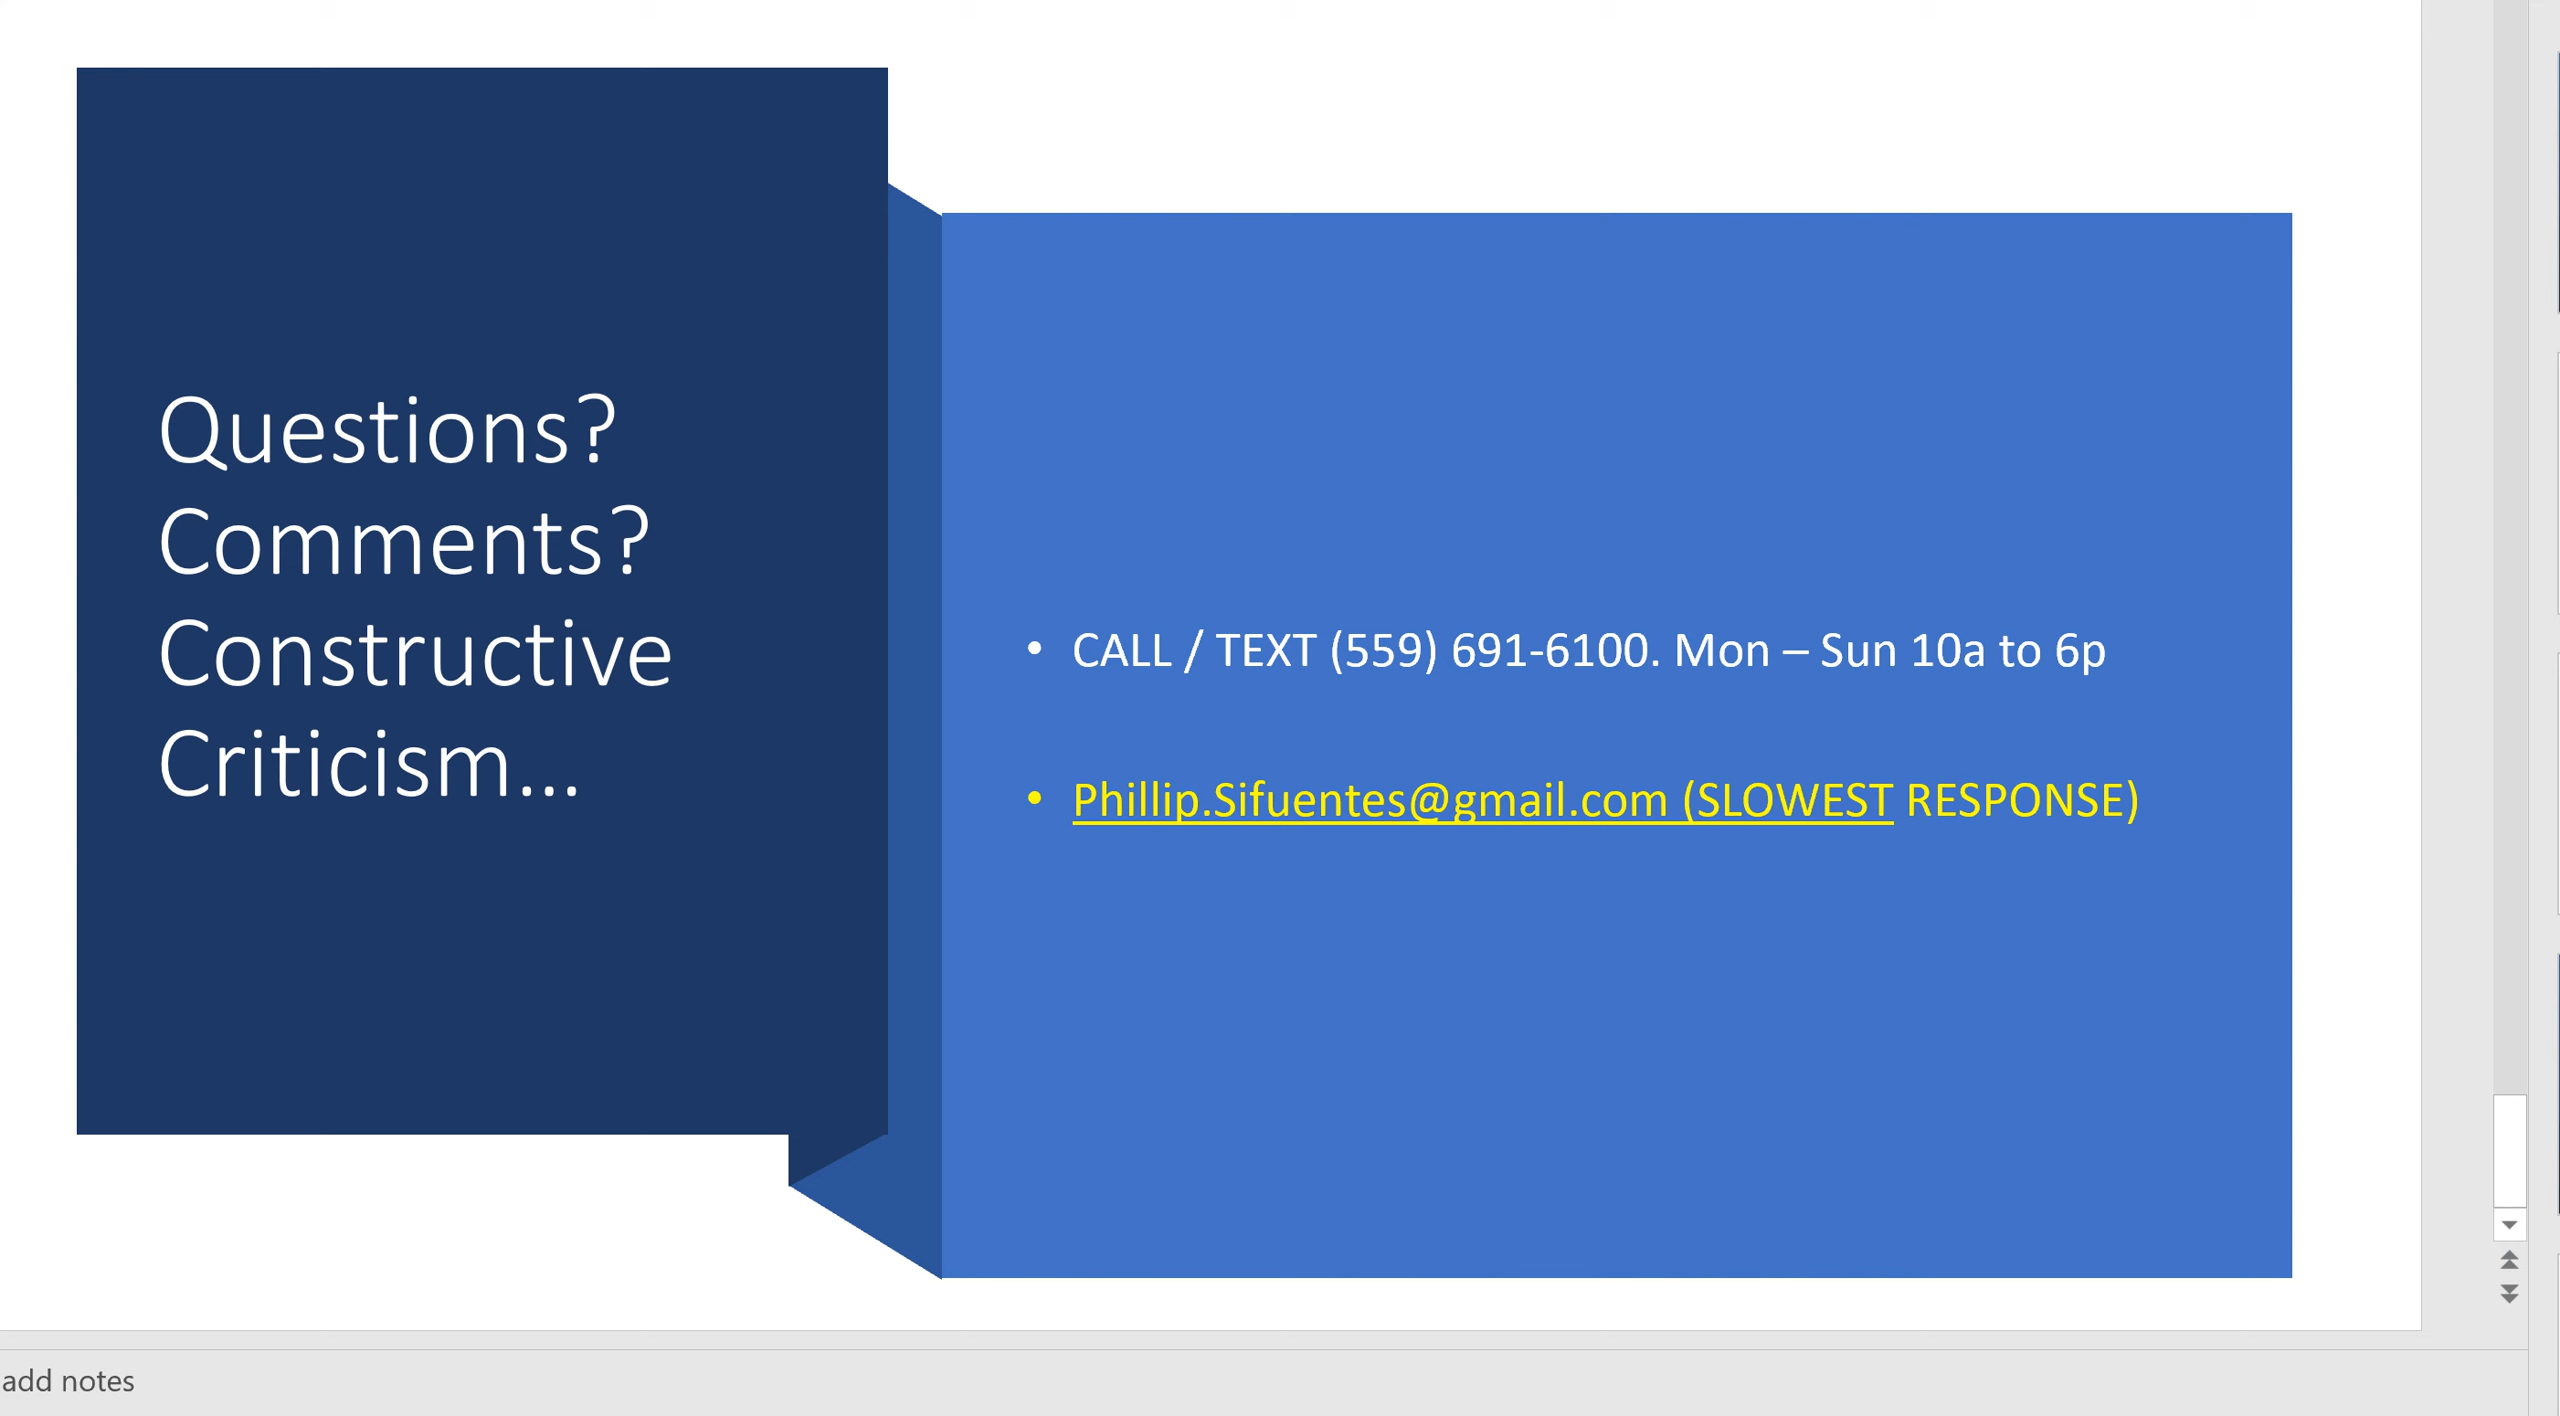 Questions?
Comments?
Constructive
Criticism...
• CALL / TEXT (559) 691-6100. Mon – Sun 10a to 6p
• Phillip.Sifuentes@gmail.com (SLOWEST RESPONSE)
add notes